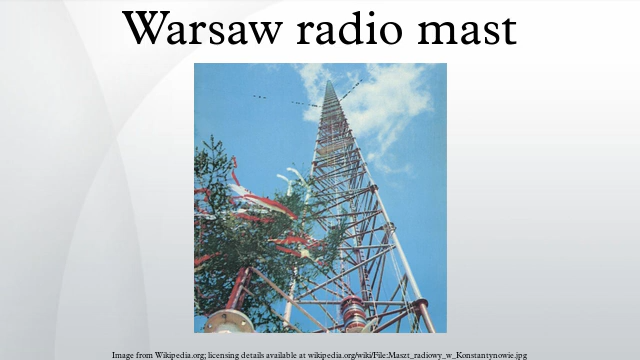 Warsaw radio mast
Image from Wikipedia.org; licensing details available at wikipedia.org/wiki/File:Maszt_radiowy_w_Konstantynowie.jpg